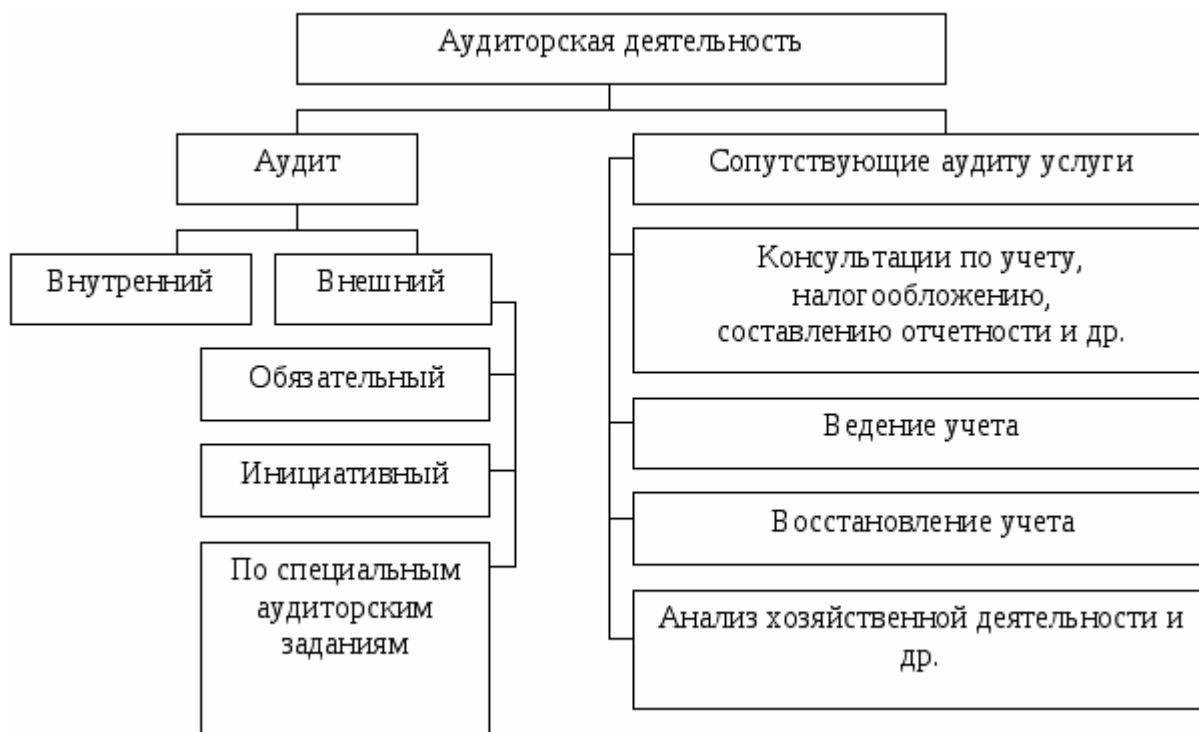 Аудиторская деятельность
Аудит
Сопутствующие аудиту услуги
Внутренний
Внешний
Консультации по учету,
налогообложению,
составлению отчетности и др.
Обязательный
Ведение учета
Инициативный
Восстановление учета
По специальным
аудиторским
заданиям
Анализ хозяйственной деятельности и
др.